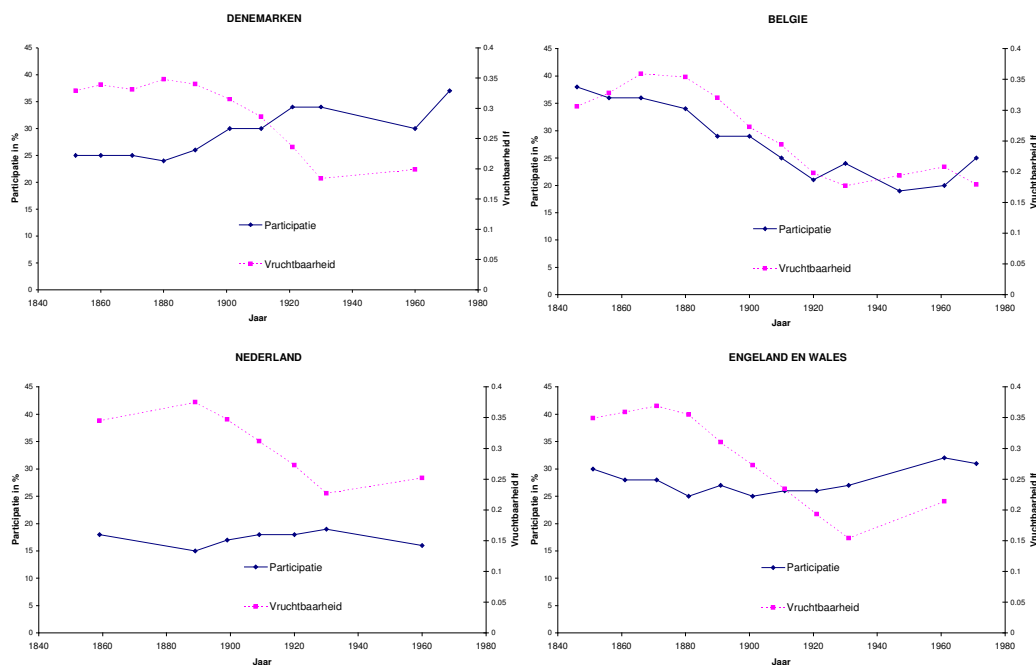 DENEMARKEN
Participatie in %
45
40
35
30
25
20
15
10
5
0
0.4
0.35
0.3
0.25
0.2
0.15
0.1
0.05
0
Vruchtbaarheid If
Participatie
Vruchtbaarheid
1840 1860 1880 1900 1920 1940 1960 1980
Jaar
BELGIE
Participatie in %
45
40
35
30
25
20
15
10
5
0
0.4
0.35
0.3
0.25
0.2
0.15
0.1
0.05
0
Vruchtbaarheid If
Participatie
Vruchtbaarheid
1840 1860 1880 1900 1920 1940 1960 1980
Jaar
NEDERLAND
Participatie in %
45
40
35
30
25
20
15
10
5
0
0.4
0.35
0.3
0.25
0.2
0.15
0.1
0.05
0
Vruchtbaarheid If
Participatie
Vruchtbaarheid
1840 1860 1880 1900 1920 1940 1960 1980
Jaar
ENGELAND EN WALES
Participatie in %
45
40
35
30
25
20
15
10
5
0
0.4
0.35
0.3
0.25
0.2
0.15
0.1
0.05
0
Vruchtbaarheid If
Participatie
Vruchtbaarheid
1840 1860 1880 1900 1920 1940 1960 1980
Jaar